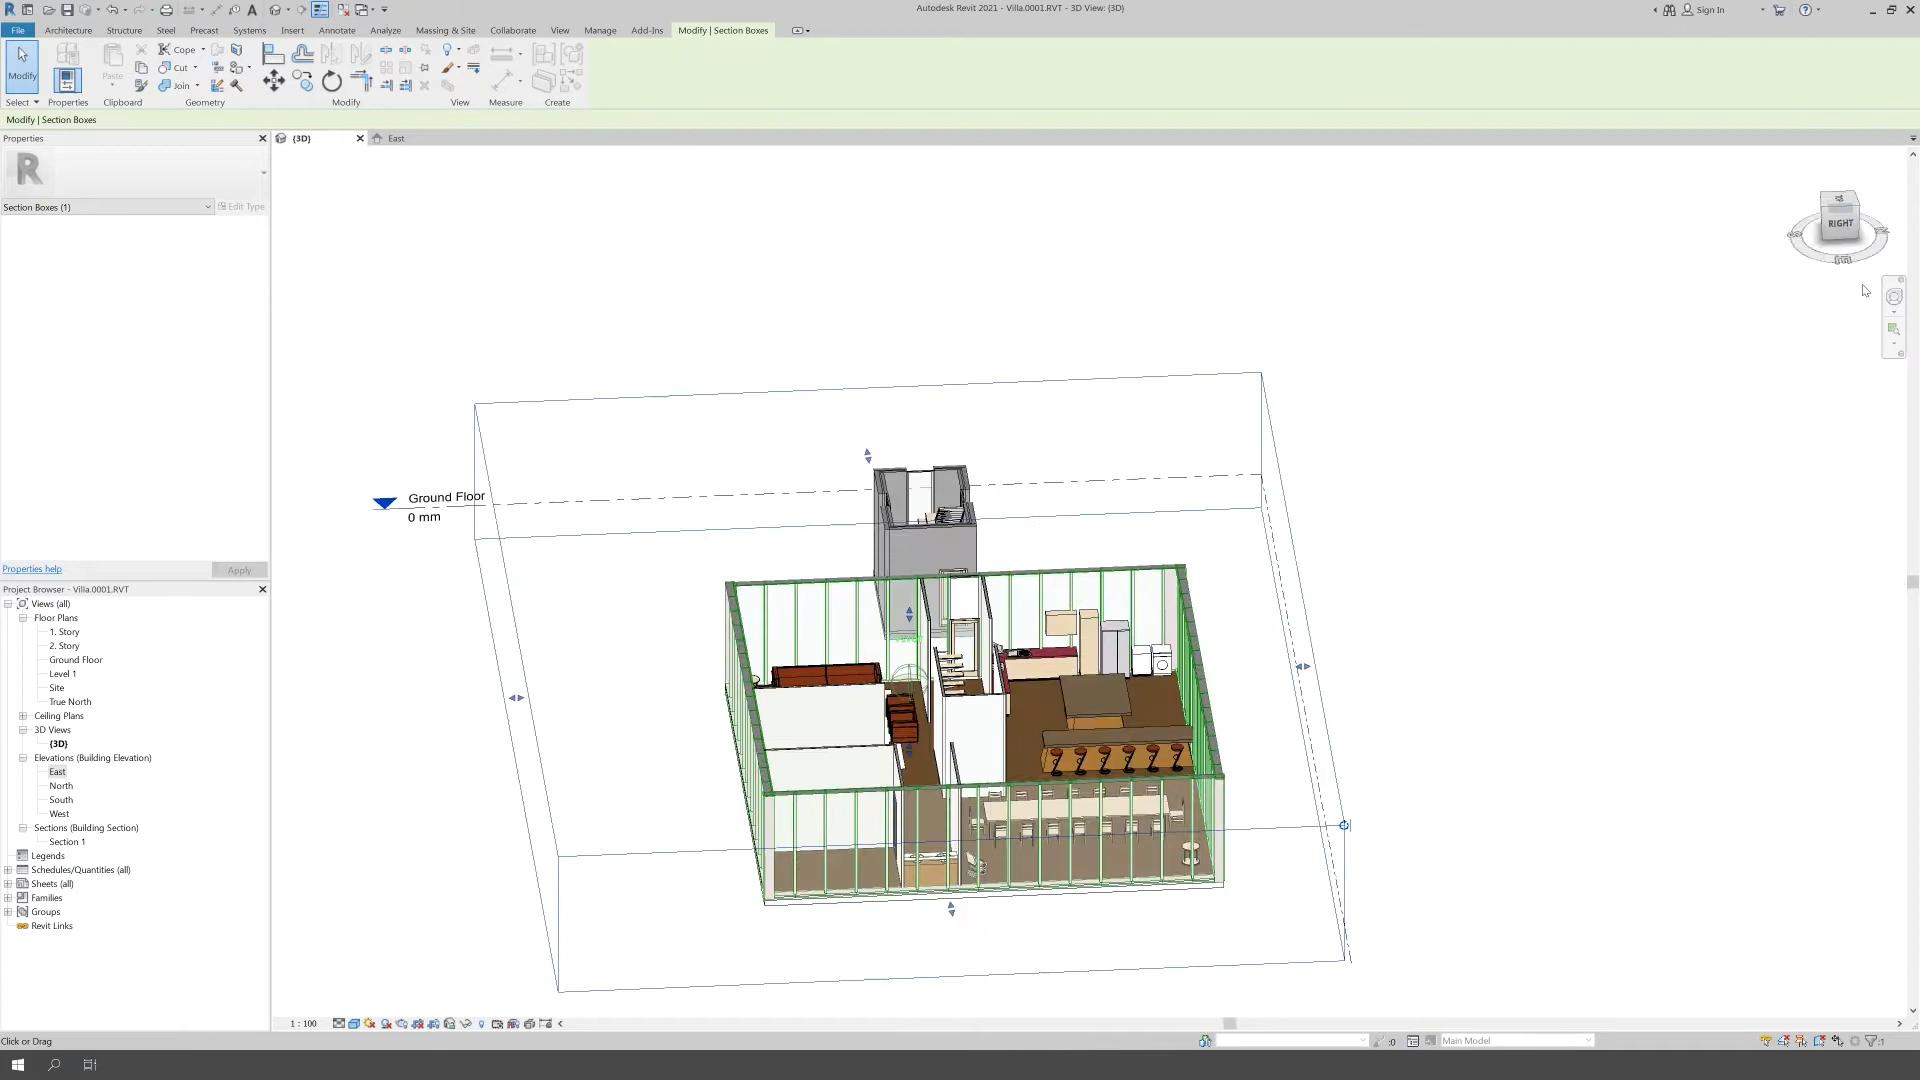 Autodesk Revit 2021 - Villa.0001.RVT - 3D View: {3D}
Sign In
File Architecture Structure Steel Precast Systems Insert Annotate Analyze Massing & Site Collaborate View Manage Add-Ins Modify | Section Boxes
Modify
Paste
Cope
Cut
Join
Select Properties Clipboard Geometry Modify View Measure Create
Modify | Section Boxes
Properties
{3D}
East
R
Section Boxes (1)
Edit Type
RIGHT
Ground Floor
0 mm
Properties help
Apply
Project Browser - Villa.0001.RVT
Views (all)
Floor Plans
1. Story
2. Story
Ground Floor
Level 1
Site
True North
Ceiling Plans
3D Views
{3D}
Elevations (Building Elevation)
East
North
South
West
Sections (Building Section)
Section 1
Legends
Schedules/Quantities (all)
Sheets (all)
Families
Groups
Revit Links
1 : 100
Click or Drag
:0
Main Model
:1